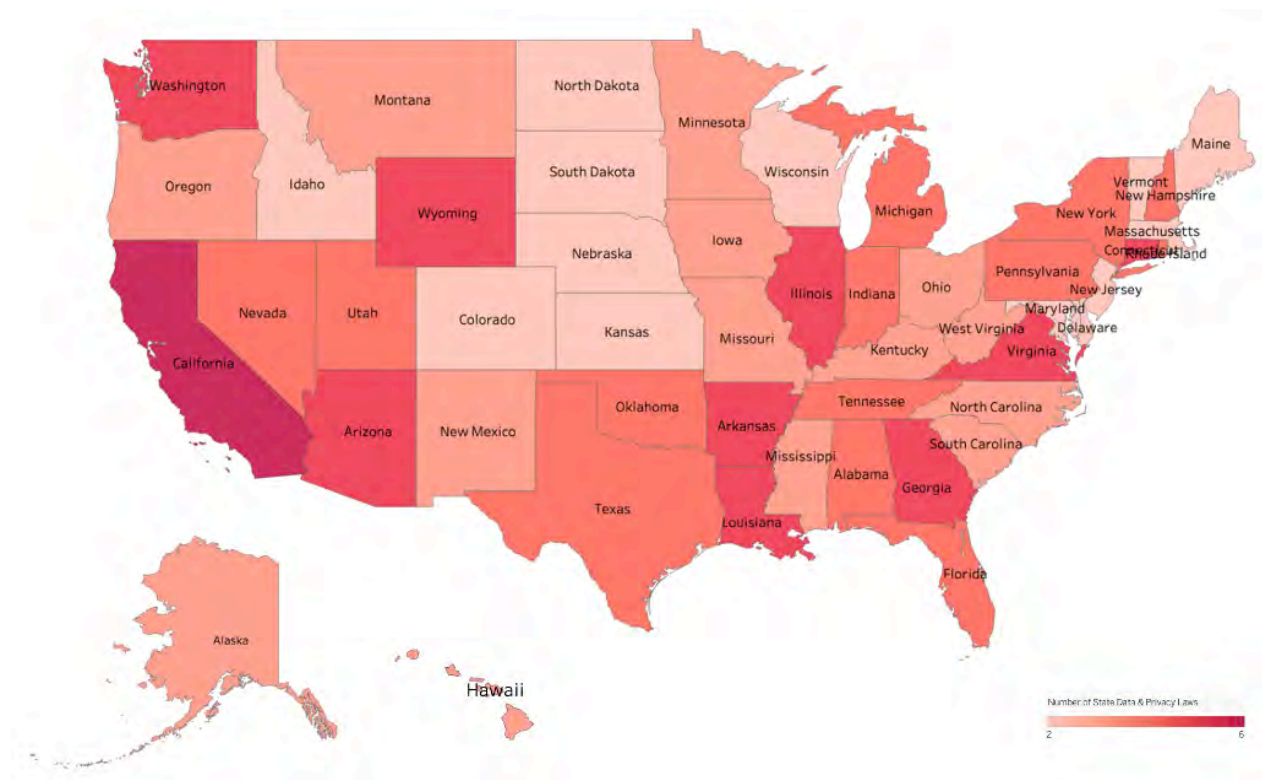 Washington
Montana
North Dakota
Minnesota
Maine
Oregon
Idaho
South Dakota
Wisconsin
Vermont
New Hampshire
Wyoming
Michigan
New York
Massachusetts
Connecticut
Rhode Island
Iowa
Nebraska
Pennsylvania
Nevada
Utah
Colorado
Kansas
Illinois
Indiana
Ohio
New Jersey
Maryland
Delaware
West Virginia
Virginia
Missouri
Kentucky
California
Arizona
New Mexico
Oklahoma
Arkansas
Tennessee
North Carolina
South Carolina
Mississippi
Alabama
Georgia
Texas
Louisiana
Florida
Alaska
Hawaii
Number of State Data & Privacy Laws
2 6